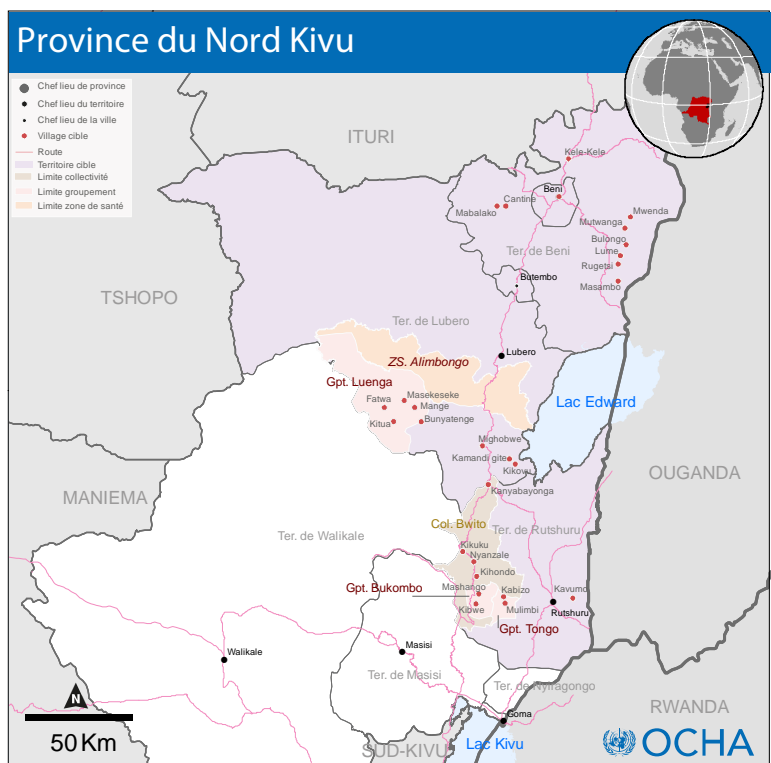 Province du Nord Kivu
Chef lieu de province
Chef lieu du territoire
Chef lieu de la ville
Village cible
Route
Territoire cible
Limite collectivité
Limite groupement
Limite zone de santé
ITURI
Kele-Kele
Beni
Cantine
Mabalako
Mwenda
Mutwanga
Bulongo
Ter. de Beni
Lume
Rugetsi
Masambo
Butembo
TSHOPO
Ter. de Lubero
Lubero
ZS. Alimbongo
Gpt. Luenga
Lac Edward
Masekeseke
Fatwa
Mange
Kitua
Bunyatenge
Mighobwe
Kamandi gite
Kikovu
OUGANDA
Kanyabayonga
MANIEMA
Col. Bwito
Ter. de Rutshuru
Ter. de Walikale
Kikuku
Nyanzale
Kihondo
Gpt. Bukombo
Mashango
Kabizo
Kavumo
Kibwe
Mulimbi
Rutshuru
Gpt. Tongo
Masisi
Walikale
Ter. de Masisi
Ter. de Nyiragongo
N
RWANDA
Goma
50 Km
SUD-KIVU
Lac Kivu
OCHA